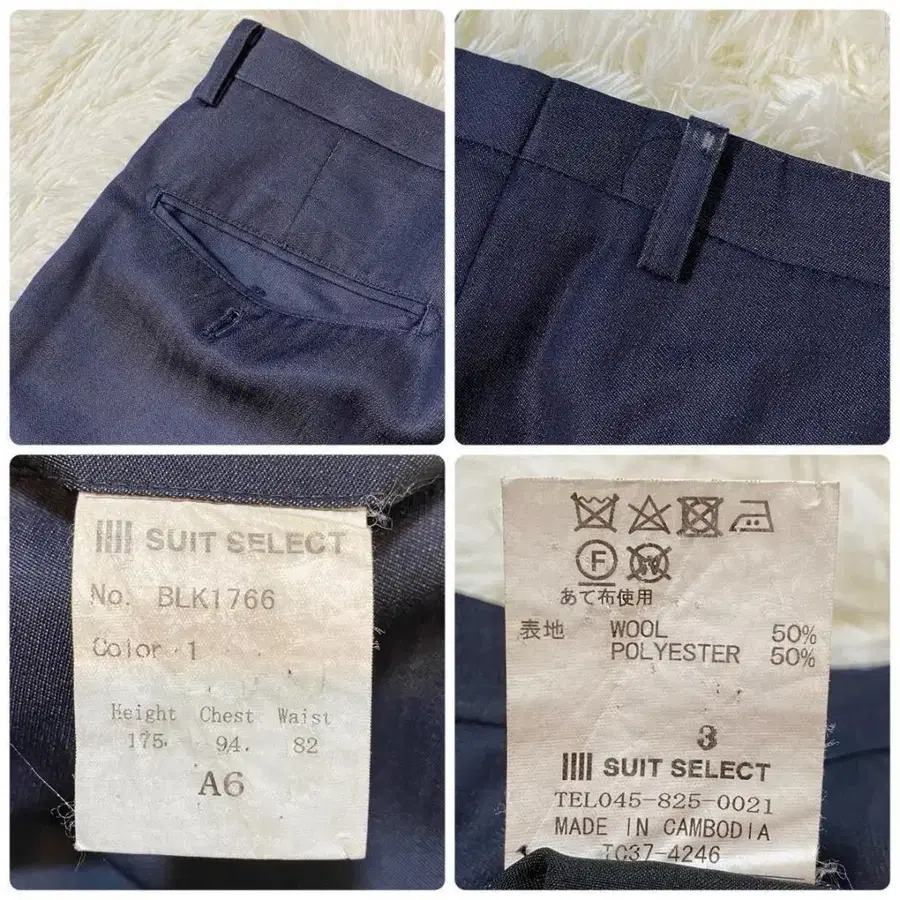 SUIT SELECT
No. BLK1766
Color 1
Height Chest Waist
175. 94. 82
A6
F W
あて布使用
表地 WOOL 50%
POLYESTER 50%
3
SUIT SELECT
TEL045-825-0021
MADE IN CAMBODIA
TC37-4246